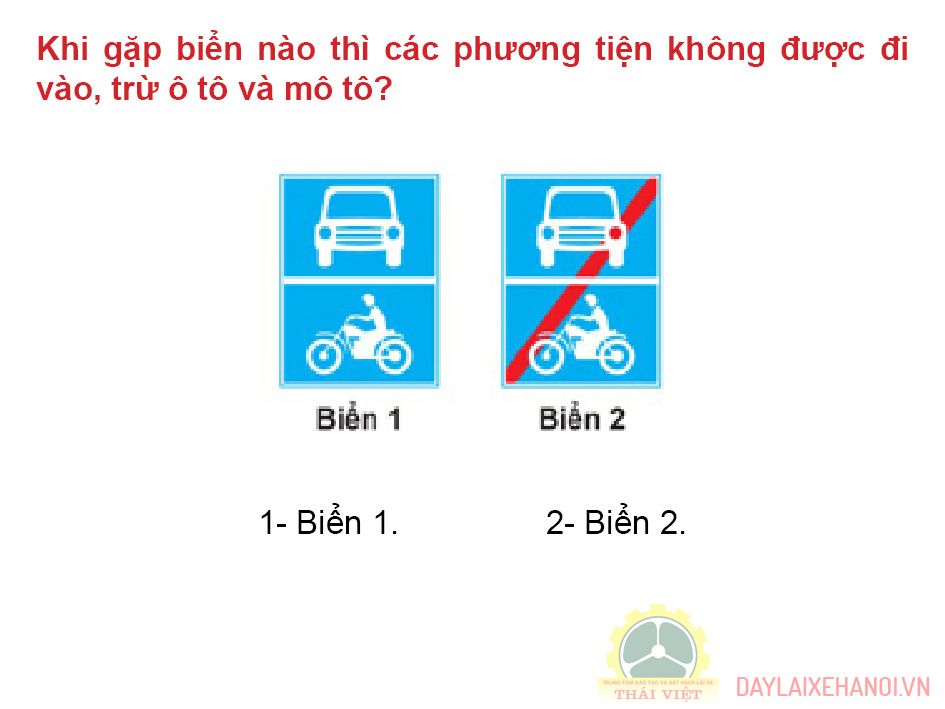 Khi gặp biển nào thì các phương tiện không được đi
vào, trừ ô tô và mô tô?
Biển 1 Biển 2
1- Biển 1. 2- Biển 2.
TRUNG TÂM ĐÀO TẠO VÀ SÁT HẠCH LÁI XE
THÁI VIỆT
DAYLAIXEHANOI.VN